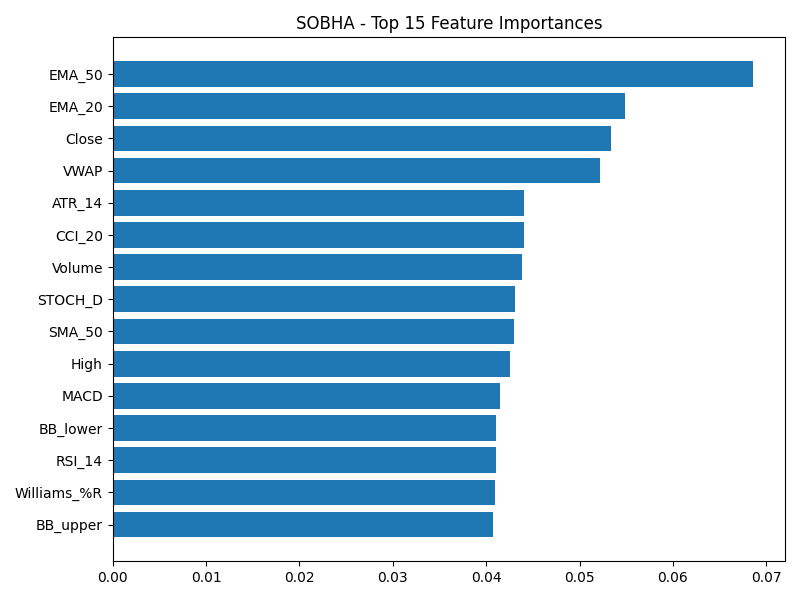 SOBHA - Top 15 Feature Importances
EMA_50
EMA_20
Close
VWAP
ATR_14
CCI_20
Volume
STOCH_D
SMA_50
High
MACD
BB_lower
RSI_14
Williams_%R
BB_upper
0.00 0.01 0.02 0.03 0.04 0.05 0.06 0.07